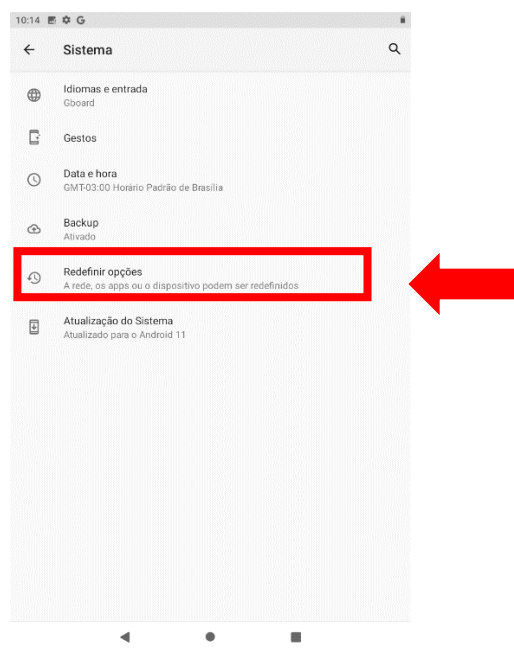 10:14 G
Sistema
Idiomas e entrada
Gboard
Gestos
Data e hora
GMT-03:00 Horário Padrão de Brasília
Backup
Ativado
Redefinir opções
A rede, os apps ou o dispositivo podem ser redefinidos
Atualização do Sistema
Atualizado para o Android 11